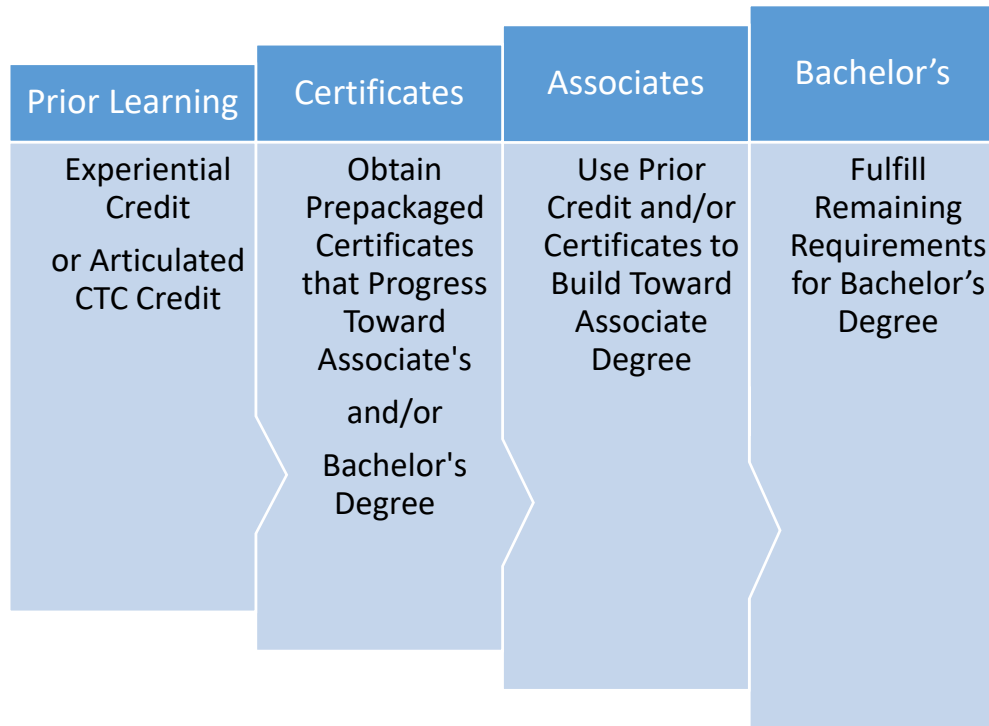 Prior Learning
Experiential
Credit
or Articulated
CTC Credit
Certificates
Obtain
Prepackaged
Certificates
that Progress
Toward
Associate's
and/or
Bachelor's
Degree
Associates
Use Prior
Credit and/or
Certificates to
Build Toward
Associate
Degree
Bachelor’s
Fulfill
Remaining
Requirements
for Bachelor’s
Degree